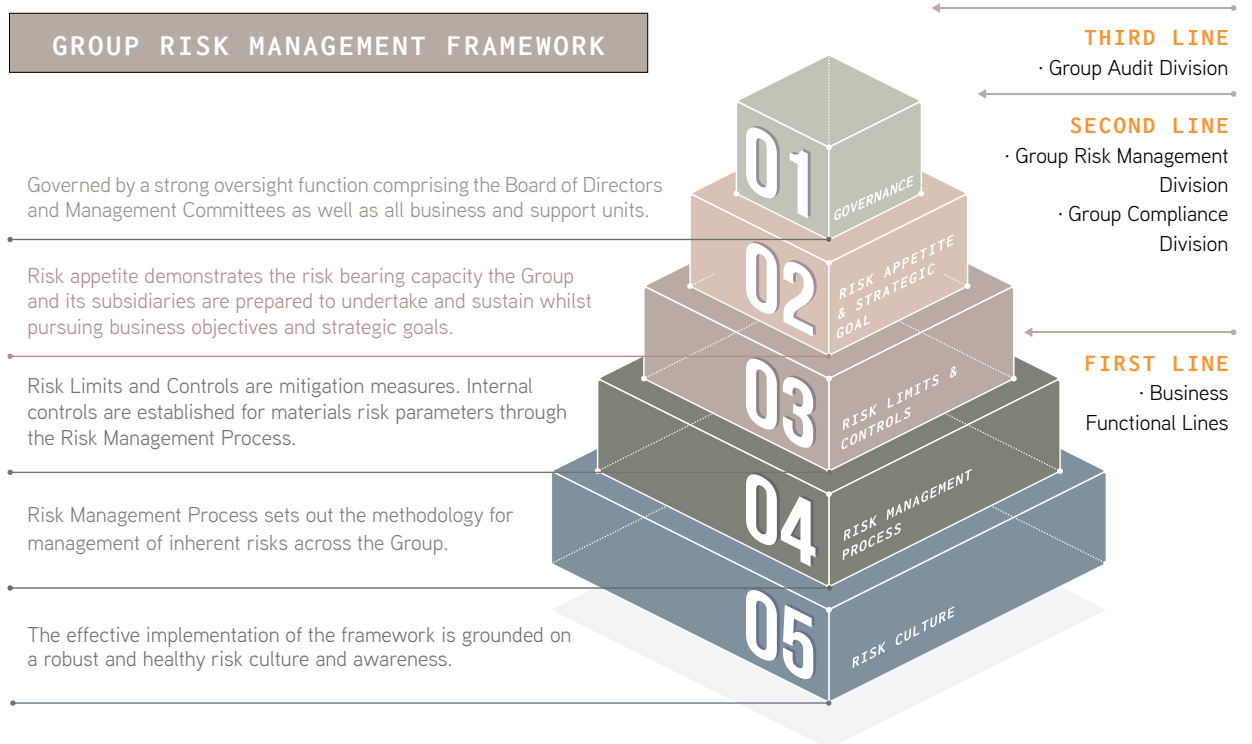 GROUP RISK MANAGEMENT FRAMEWORK
Governed by a strong oversight function comprising the Board of Directors
and Management Committees as well as all business and support units.
Risk appetite demonstrates the risk bearing capacity the Group
and its subsidiaries are prepared to undertake and sustain whilst
pursuing business objectives and strategic goals.
Risk Limits and Controls are mitigation measures. Internal
controls are established for materials risk parameters through
the Risk Management Process.
Risk Management Process sets out the methodology for
management of inherent risks across the Group.
The effective implementation of the framework is grounded on
a robust and healthy risk culture and awareness.
01
GOVERNANCE
02
RISK APPETITE
& STRATEGIC
GOAL
03
RISK LIMITS &
CONTROLS
04
RISK MANAGEMENT
PROCESS
05
RISK CULTURE
THIRD LINE
· Group Audit Division
SECOND LINE
· Group Risk Management
Division
· Group Compliance
Division
FIRST LINE
· Business
Functional Lines